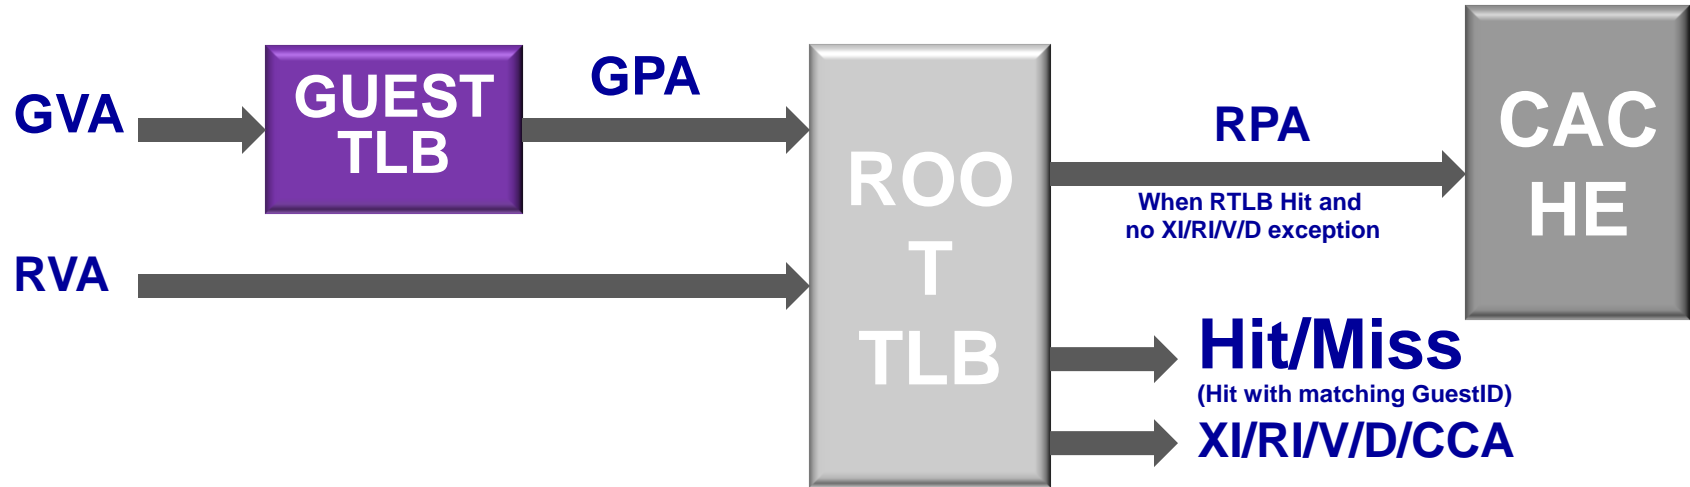 GVA
GUEST
TLB
GPA
RVA
ROO
T
TLB
RPA
When RTLB Hit and
no XI/RI/V/D exception
CAC
HE
Hit/Miss
(Hit with matching GuestID)
XI/RI/V/D/CCA